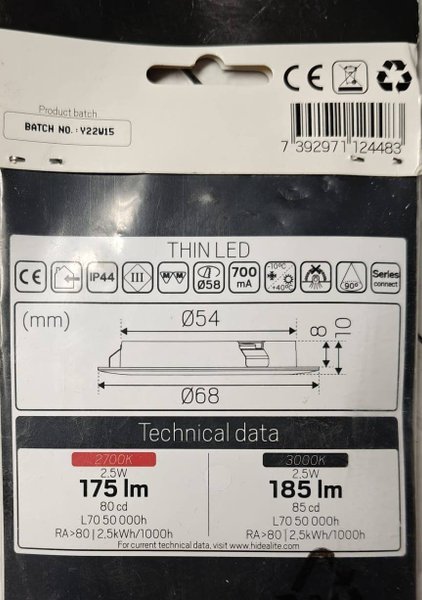 CE
Product batch
BATCH NO.: Y22W15
7 392971 124483
THIN LED
CE IP44 III M M Ø58 700 mA -10°C +40°C 90° Series connect
(mm)
Ø54
8
10
Ø68
Technical data
2700K 3000K
2.5W 2.5W
175 lm 185 lm
80 cd 85 cd
L70 50 000h L70 50 000h
RA>80 | 2,5kWh/1000h RA>80 | 2,5kWh/1000h
For current technical data, visit www.hidealite.com